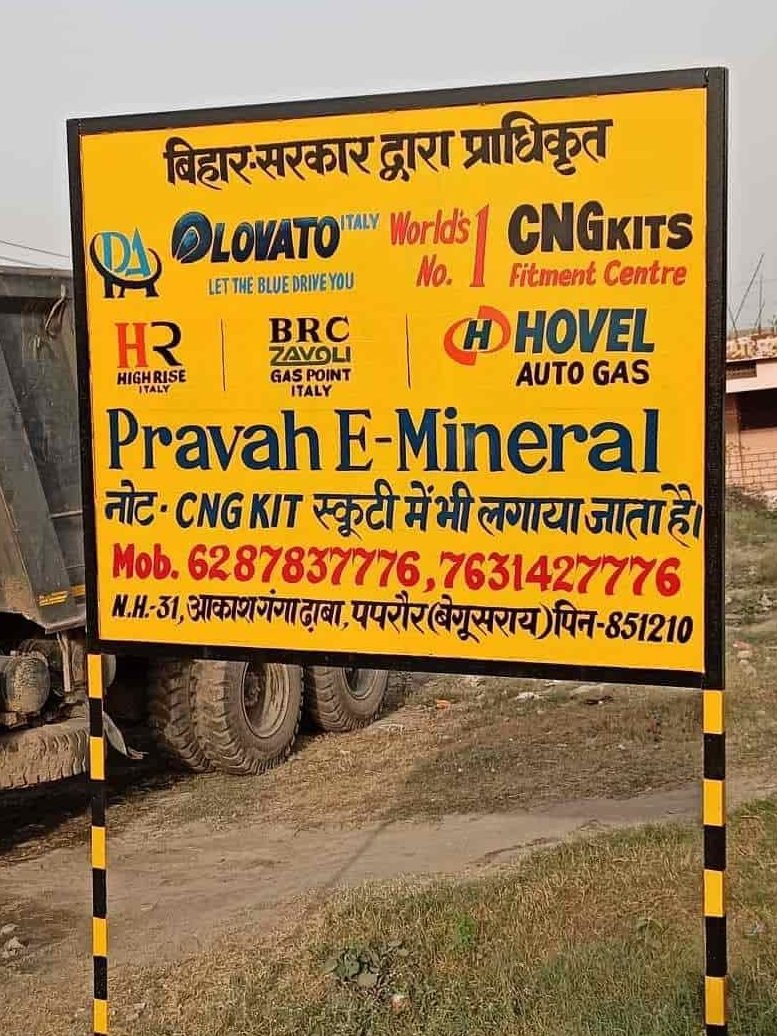 बिहार-सरकार द्वारा प्राधिकृत
DA LOVATO ITALY World's No. 1 CNG KITS
LET THE BLUE DRIVE YOU Fitment Centre
HR BRC HOVEL
HIGH RISE ZAVOLI AUTO GAS
ITALY GAS POINT
ITALY
Pravah E-Mineral
नोट - CNG KIT स्कूटी में भी लगाया जाता है।
Mob. 6287837776, 7631427776
N.H.-31, आकाश गंगा ढ़ाबा, पपरौर (बेगूसराय) पिन-851210